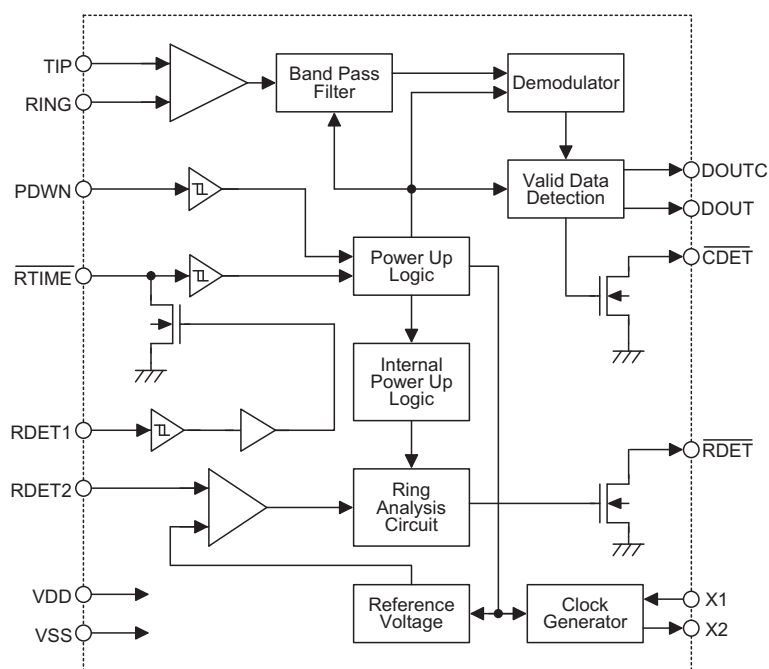 TIP
RING
Band Pass
Filter
Demodulator
PDWN
Valid Data
Detection
DOUTC
DOUT
RTIME
Power Up
Logic
CDET
Internal
Power Up
Logic
RDET1
RDET2
Ring
Analysis
Circuit
RDET
VDD
VSS
Reference
Voltage
Clock
Generator
X1
X2